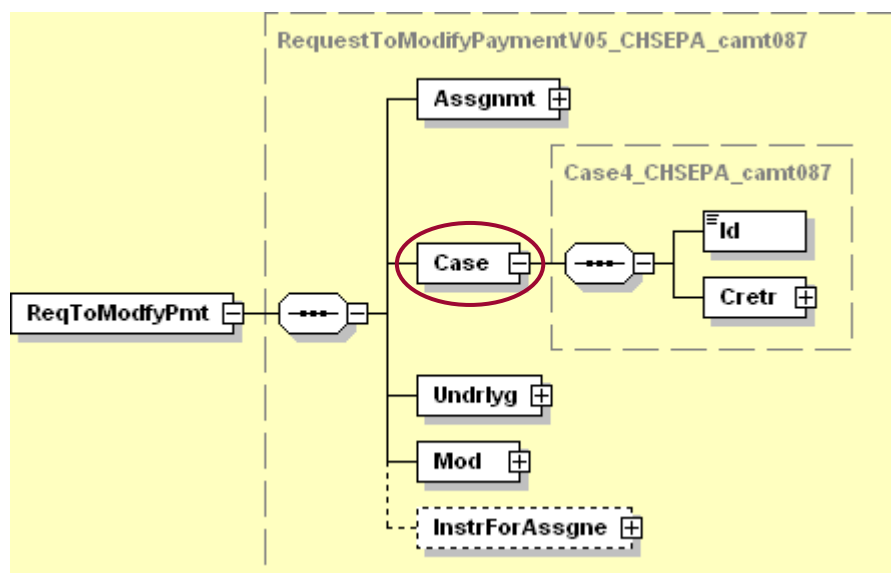 RequestToModifyPaymentV05_CHSEPA_camt087
Assgnmt
Case4_CHSEPA_camt087
Id
Case
Cretr
ReqToModfyPmt
Undrlyg
Mod
InstrForAssgne